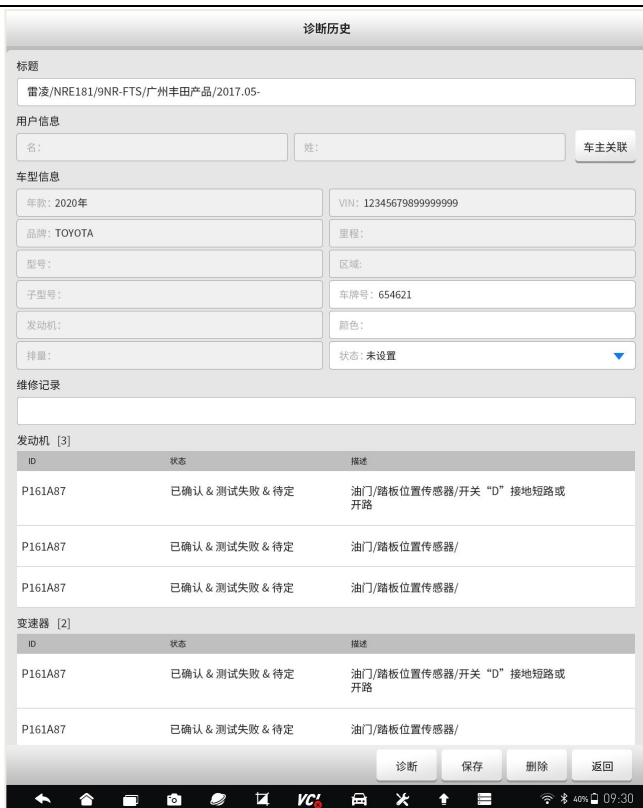 诊断历史
标题
雷凌/NRE181/9NR-FTS/广州丰田产品/2017.05-
用户信息
名: 姓: 车主关联
车型信息
年款: 2020年 VIN: 12345679899999999
品牌: TOYOTA 里程:
型号: 区域:
子型号: 车牌号: 654621
发动机: 颜色:
排量: 状态: 未设置
维修记录
发动机 [3]
ID 状态 描述
P161A87 已确认 & 测试失败 & 待定 油门/踏板位置传感器/开关“D”接地短路或
开路
P161A87 已确认 & 测试失败 & 待定 油门/踏板位置传感器/
P161A87 已确认 & 测试失败 & 待定 油门/踏板位置传感器/
变速器 [2]
ID 状态 描述
P161A87 已确认 & 测试失败 & 待定 油门/踏板位置传感器/开关“D”接地短路或
开路
P161A87 已确认 & 测试失败 & 待定 油门/踏板位置传感器/
诊断 保存 删除 返回
VCI 40% 09:30